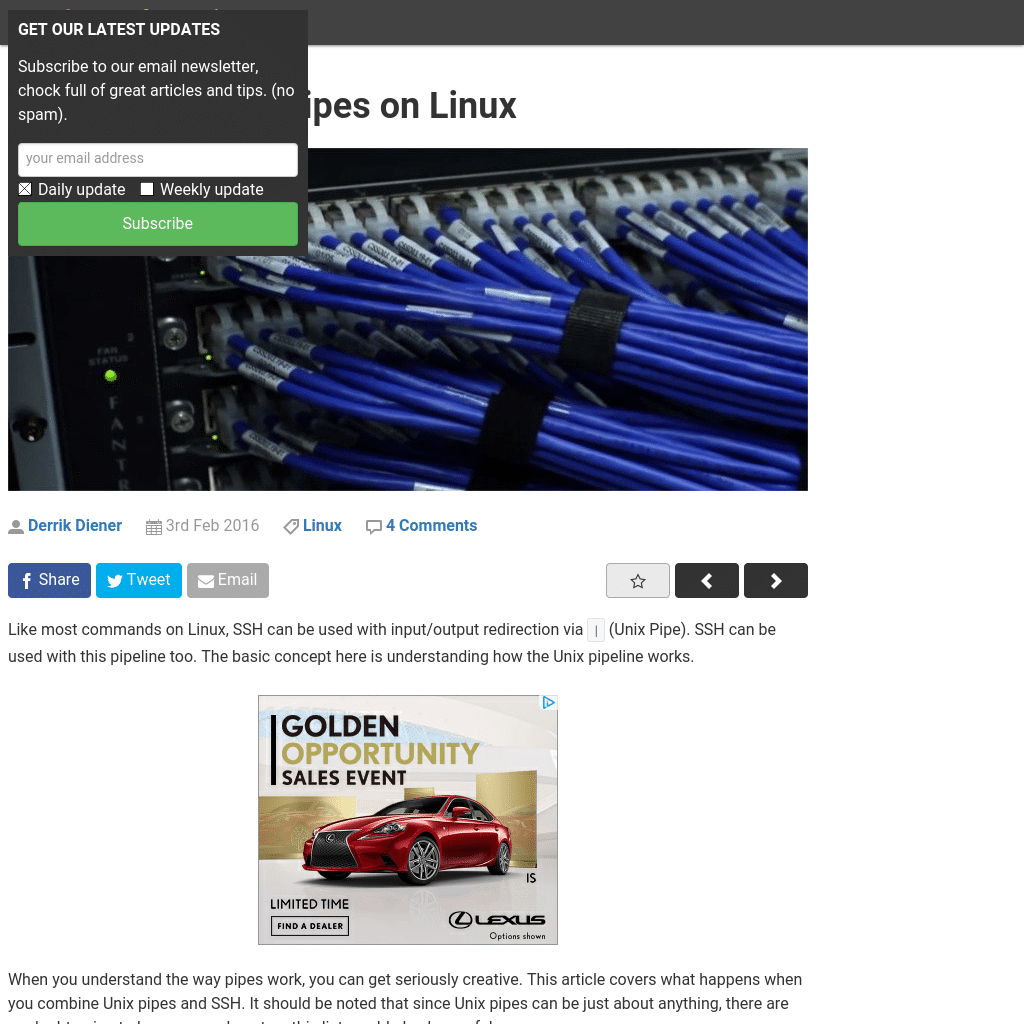 GET OUR LATEST UPDATES
Subscribe to our email newsletter,
chock full of great articles and tips. (no
spam).
your email address
Daily update Weekly update
Subscribe
ipes on Linux
FAN
STATUS
Derrik Diener 3rd Feb 2016 Linux 4 Comments
Share Tweet Email
Like most commands on Linux, SSH can be used with input/output redirection via | (Unix Pipe). SSH can be
used with this pipeline too. The basic concept here is understanding how the Unix pipeline works.
GOLDEN
OPPORTUNITY
SALES EVENT
IS
LIMITED TIME
FIND A DEALER
LEXUS
Options shown
When you understand the way pipes work, you can get seriously creative. This article covers what happens when
you combine Unix pipes and SSH. It should be noted that since Unix pipes can be just about anything, there are